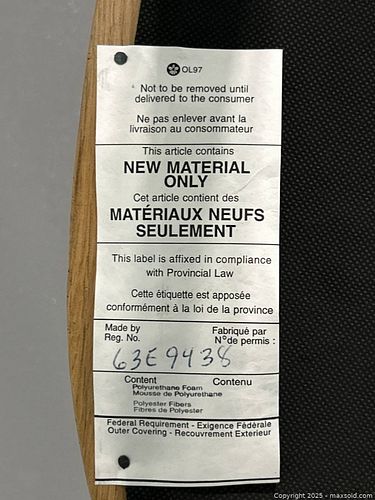 OL97
Not to be removed until
delivered to the consumer
Ne pas enlever avant la
livraison au consommateur
This article contains
NEW MATERIAL
ONLY
Cet article contient des
MATÉRIAUX NEUFS
SEULEMENT
This label is affixed in compliance
with Provincial Law
Cette étiquette est apposée
conformément à la loi de la province
Made by Fabriqué par
Reg. No. N° de permis :
63E9438
Content Contenu
Polyurethane Foam
Mousse de Polyurethane
Polyester Fibers
Fibres de Polyester
Federal Requirement - Exigence Fédérale
Outer Covering - Recouvrement Exterieur
Copyright 2025 - maxsold.com